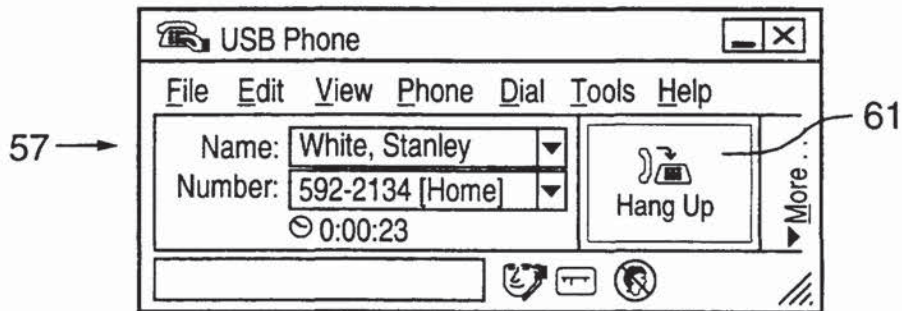 USB Phone
File Edit View Phone Dial Tools Help
57
61
Name: White, Stanley
Number: 592-2134 [Home]
0:00:23
Hang Up
More...